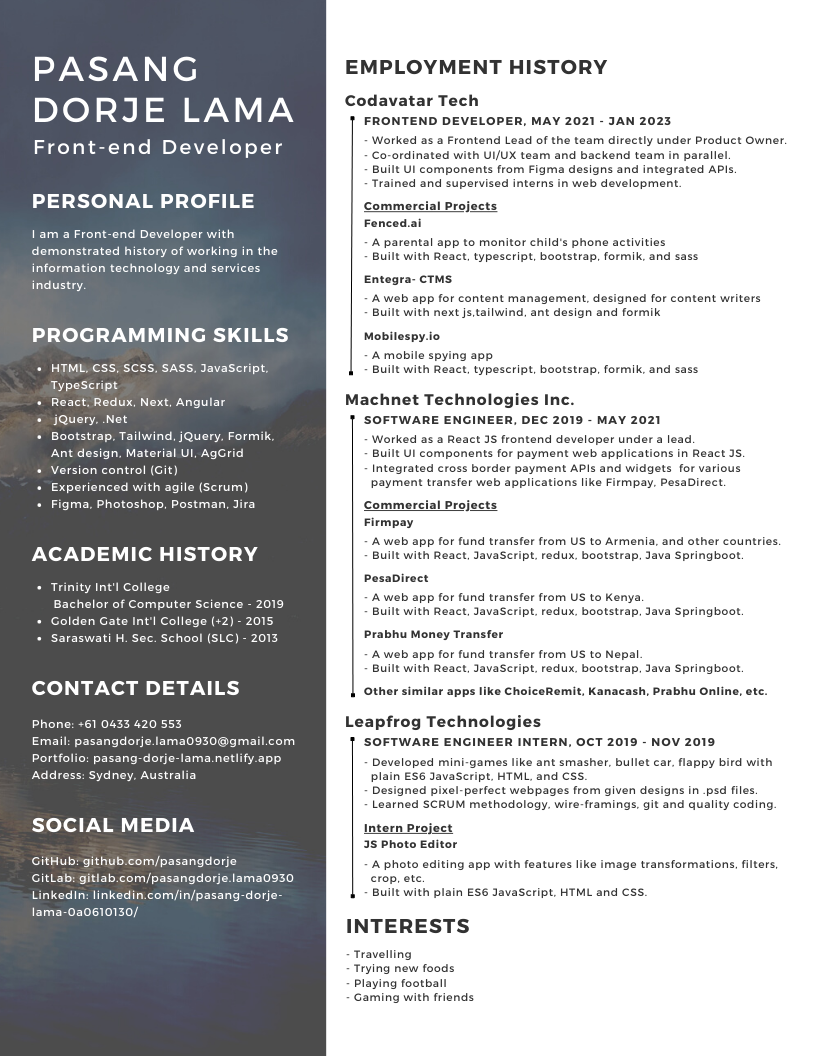 PASANG
DORJE LAMA
Front-end Developer
PERSONAL PROFILE
I am a Front-end Developer with
demonstrated history of working in the
information technology and services
industry.
PROGRAMMING SKILLS
• HTML, CSS, SCSS, SASS, JavaScript,
TypeScript
• React, Redux, Next, Angular
• jQuery, .Net
• Bootstrap, Tailwind, jQuery, Formik,
Ant design, Material UI, AgGrid
• Version control (Git)
• Experienced with agile (Scrum)
• Figma, Photoshop, Postman, Jira
ACADEMIC HISTORY
• Trinity Int'l College
Bachelor of Computer Science - 2019
• Golden Gate Int'l College (+2) - 2015
• Saraswati H. Sec. School (SLC) - 2013
CONTACT DETAILS
Phone: +61 0433 420 553
Email: pasangdorje.lama0930@gmail.com
Portfolio: pasang-dorje-lama.netlify.app
Address: Sydney, Australia
SOCIAL MEDIA
GitHub: github.com/pasangdorje
GitLab: gitlab.com/pasangdorje.lama0930
LinkedIn: linkedin.com/in/pasang-dorje-
lama-0a0610130/
EMPLOYMENT HISTORY
Codavatar Tech
FRONTEND DEVELOPER, MAY 2021 - JAN 2023
- Worked as a Frontend Lead of the team directly under Product Owner.
- Co-ordinated with UI/UX team and backend team in parallel.
- Built UI components from Figma designs and integrated APIs.
- Trained and supervised interns in web development.
Commercial Projects
Fenced.ai
- A parental app to monitor child's phone activities
- Built with React, typescript, bootstrap, formik, and sass
Entegra- CTMS
- A web app for content management, designed for content writers
- Built with next js,tailwind, ant design and formik
Mobilespy.io
- A mobile spying app
- Built with React, typescript, bootstrap, formik, and sass
Machnet Technologies Inc.
SOFTWARE ENGINEER, DEC 2019 - MAY 2021
- Worked as a React JS frontend developer under a lead.
- Built UI components for payment web applications in React JS.
- Integrated cross border payment APIs and widgets for various
payment transfer web applications like Firmpay, PesaDirect.
Commercial Projects
Firmpay
- A web app for fund transfer from US to Armenia, and other countries.
- Built with React, JavaScript, redux, bootstrap, Java Springboot.
PesaDirect
- A web app for fund transfer from US to Kenya.
- Built with React, JavaScript, redux, bootstrap, Java Springboot.
Prabhu Money Transfer
- A web app for fund transfer from US to Nepal.
- Built with React, JavaScript, redux, bootstrap, Java Springboot.
Other similar apps like ChoiceRemit, Kanacash, Prabhu Online, etc.
Leapfrog Technologies
SOFTWARE ENGINEER INTERN, OCT 2019 - NOV 2019
- Developed mini-games like ant smasher, bullet car, flappy bird with
plain ES6 JavaScript, HTML, and CSS.
- Designed pixel-perfect webpages from given designs in .psd files.
- Learned SCRUM methodology, wire-framings, git and quality coding.
Intern Project
JS Photo Editor
- A photo editing app with features like image transformations, filters,
crop, etc.
- Built with plain ES6 JavaScript, HTML and CSS.
INTERESTS
- Travelling
- Trying new foods
- Playing football
- Gaming with friends